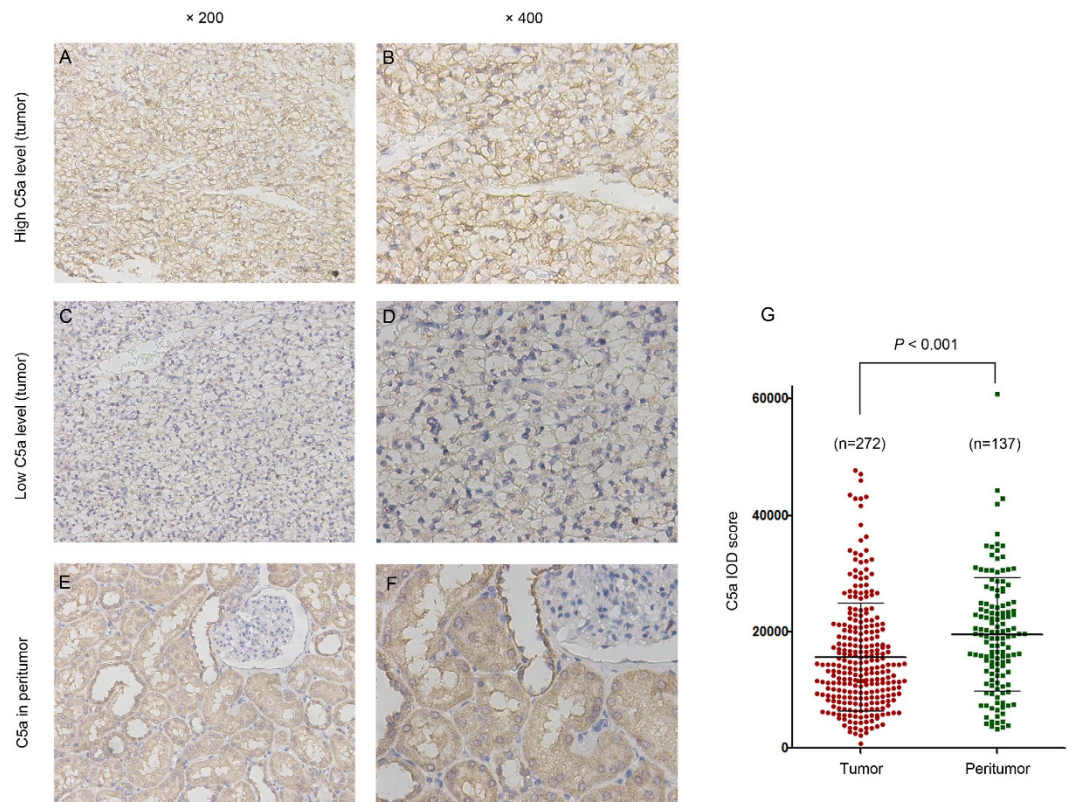 × 200
× 400
High C5a level (tumor)
A
B
Low C5a level (tumor)
C
D
C5a in peritumor
E
F
G
P < 0.001
(n=272)
(n=137)
C5a IOD score
60000
40000
20000
0
Tumor
Peritumor